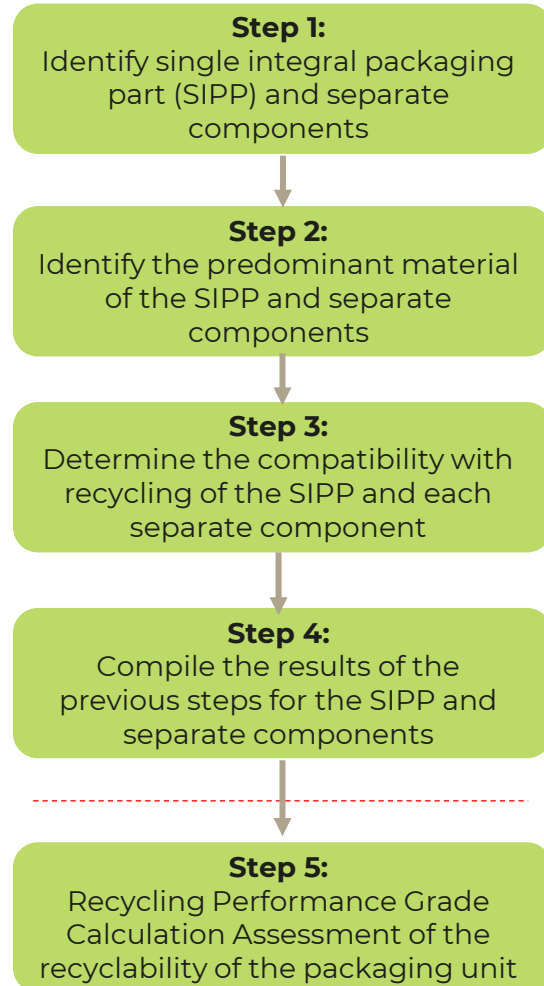 Step 1:
Identify single integral packaging
part (SIPP) and separate
components
Step 2:
Identify the predominant material
of the SIPP and separate
components
Step 3:
Determine the compatibility with
recycling of the SIPP and each
separate component
Step 4:
Compile the results of the
previous steps for the SIPP and
separate components
Step 5:
Recycling Performance Grade
Calculation Assessment of the
recyclability of the packaging unit